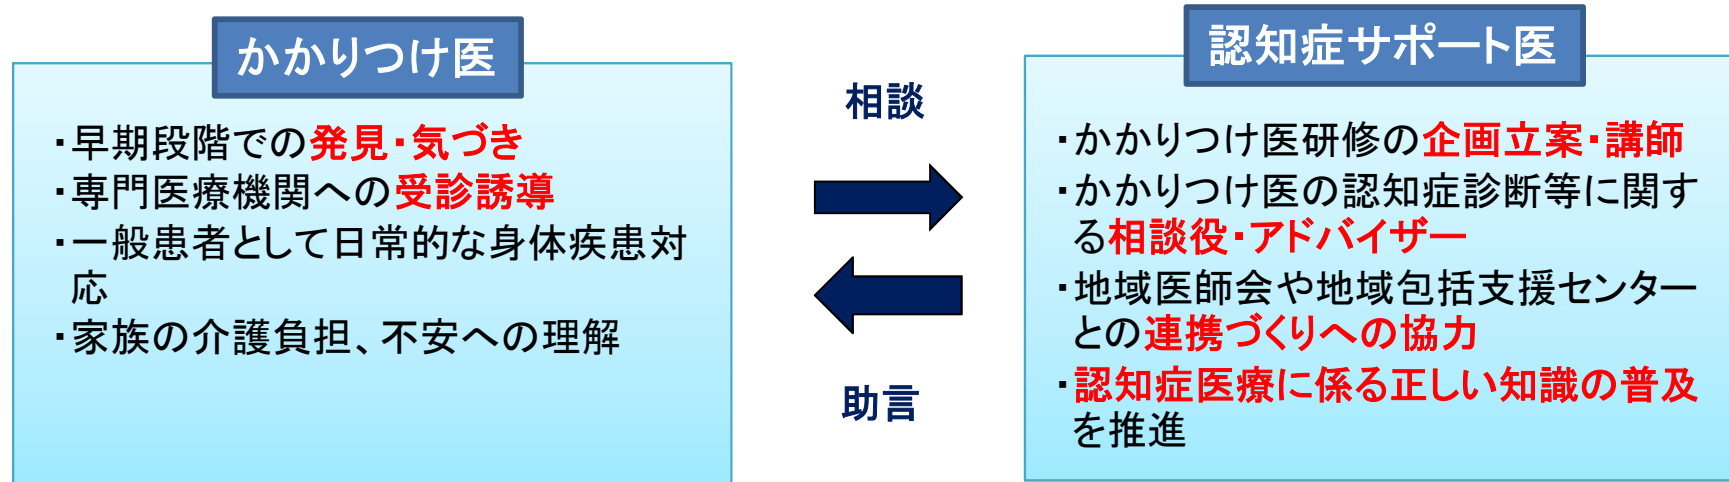 かかりつけ医
・早期段階での発見・気づき
・専門医療機関への受診誘導
・一般患者として日常的な身体疾患対
応
・家族の介護負担、不安への理解
相談
助言
認知症サポート医
・かかりつけ医研修の企画立案・講師
・かかりつけ医の認知症診断等に関す
る相談役・アドバイザー
・地域医師会や地域包括支援センター
との連携づくりへの協力
・認知症医療に係る正しい知識の普及
を推進